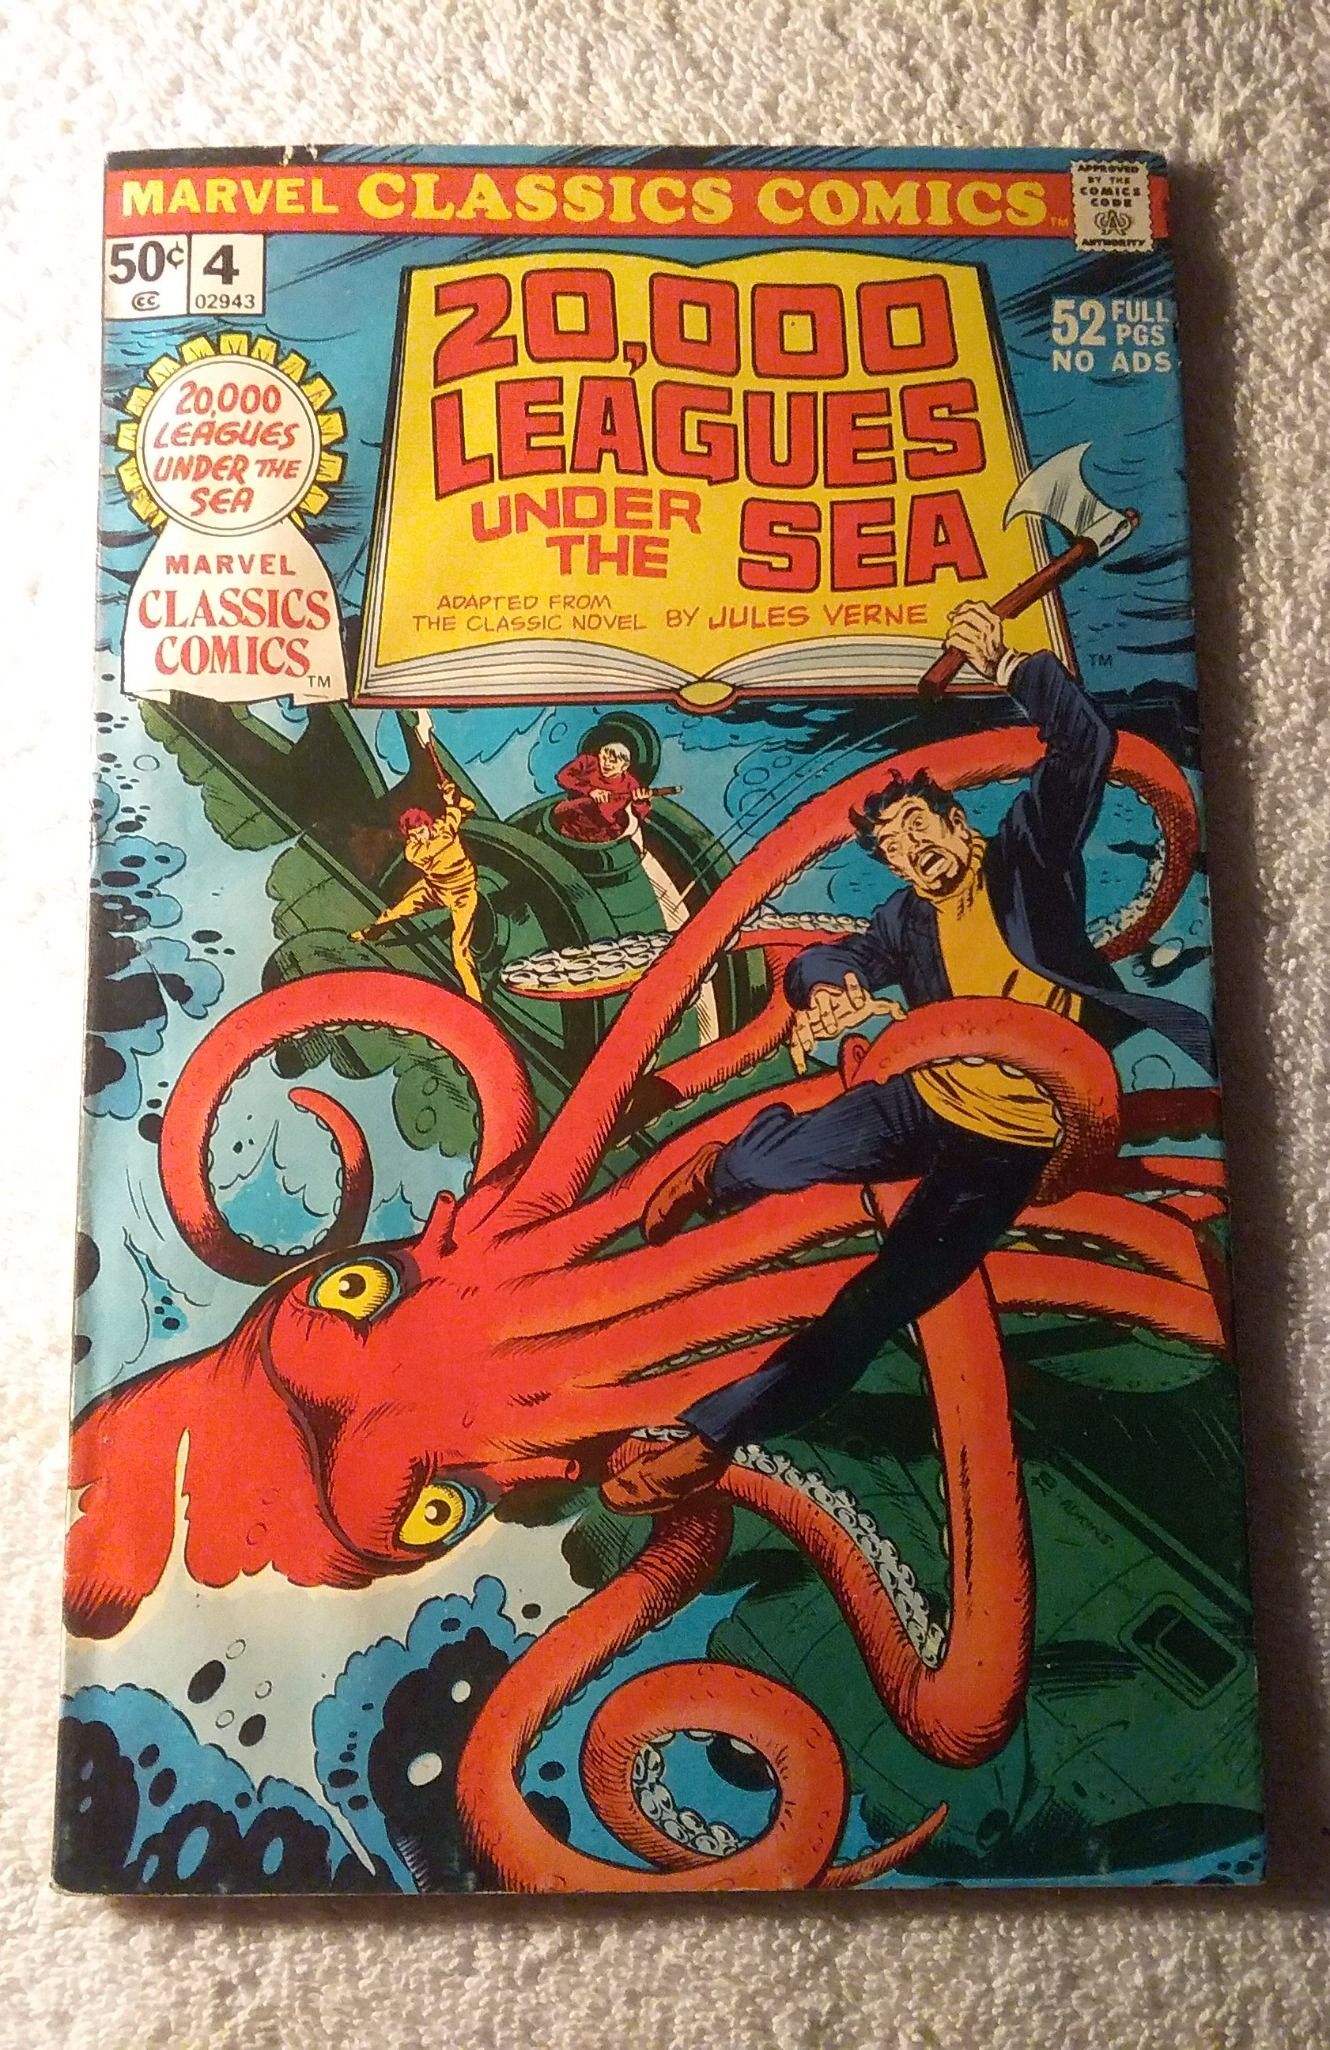 MARVEL CLASSICS COMICS TM
APPROVED
BY THE
COMICS
CODE
AUTHORITY
50¢
CC
4
02943
20,000
LEAGUES
UNDER
THE SEA
ADAPTED FROM
THE CLASSIC NOVEL BY JULES VERNE
TM
52 FULL
PGS
NO ADS
20,000
LEAGUES
UNDER THE
SEA
MARVEL
CLASSICS
COMICS TM